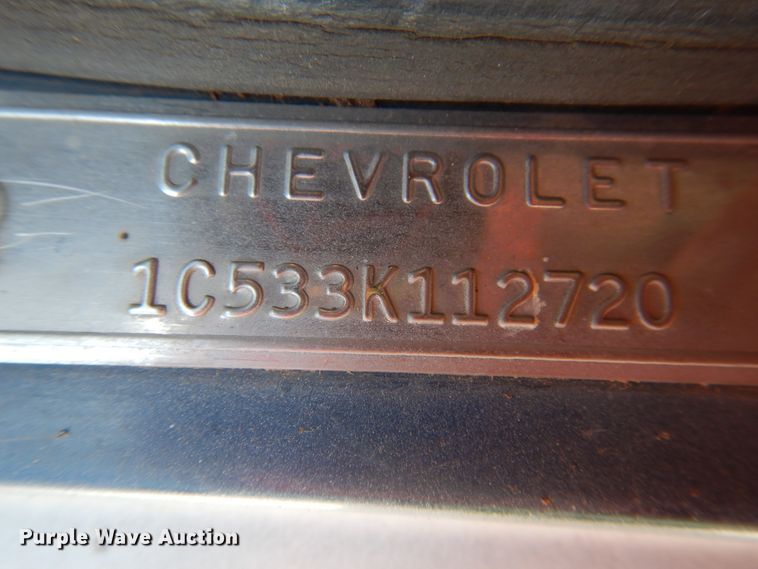 CHEVROLET
1C533K112720
Purple Wave Auction